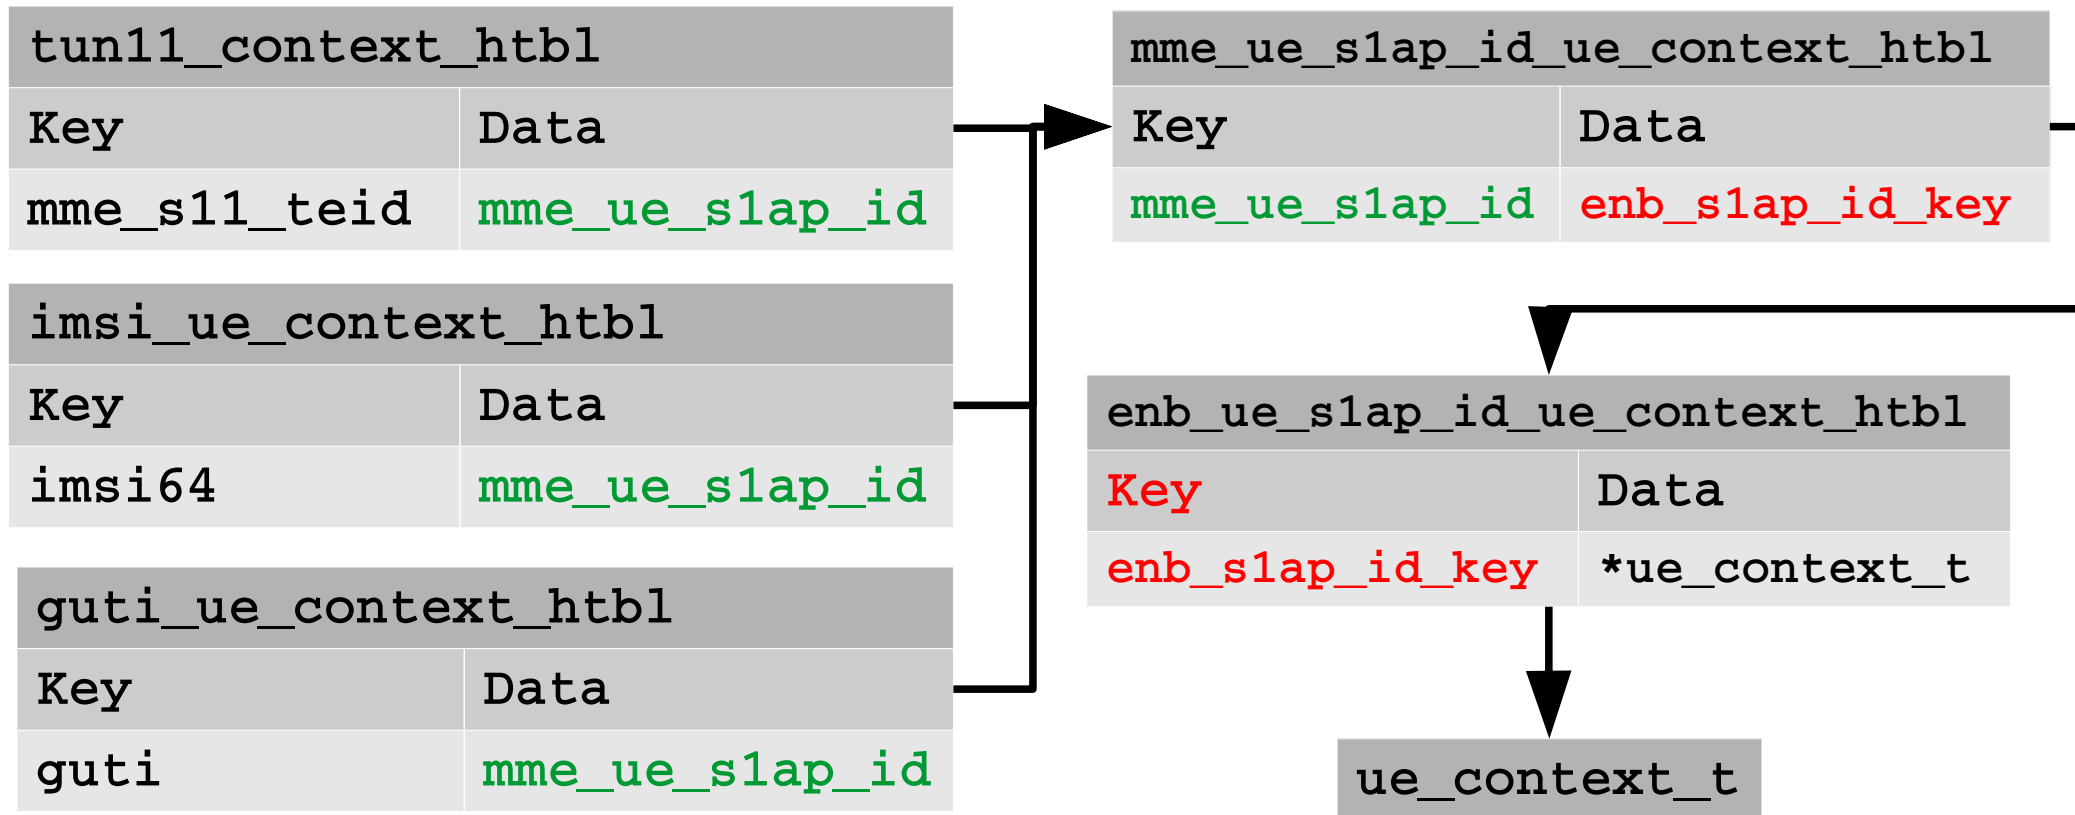 tun11_context_htbl
Key Data
mme_s11_teid mme_ue_s1ap_id
imsi_ue_context_htbl
Key Data
imsi64 mme_ue_s1ap_id
guti_ue_context_htbl
Key Data
guti mme_ue_s1ap_id
mme_ue_s1ap_id_ue_context_htbl
Key Data
mme_ue_s1ap_id enb_s1ap_id_key
enb_ue_s1ap_id_ue_context_htbl
Key Data
enb_s1ap_id_key *ue_context_t
ue_context_t